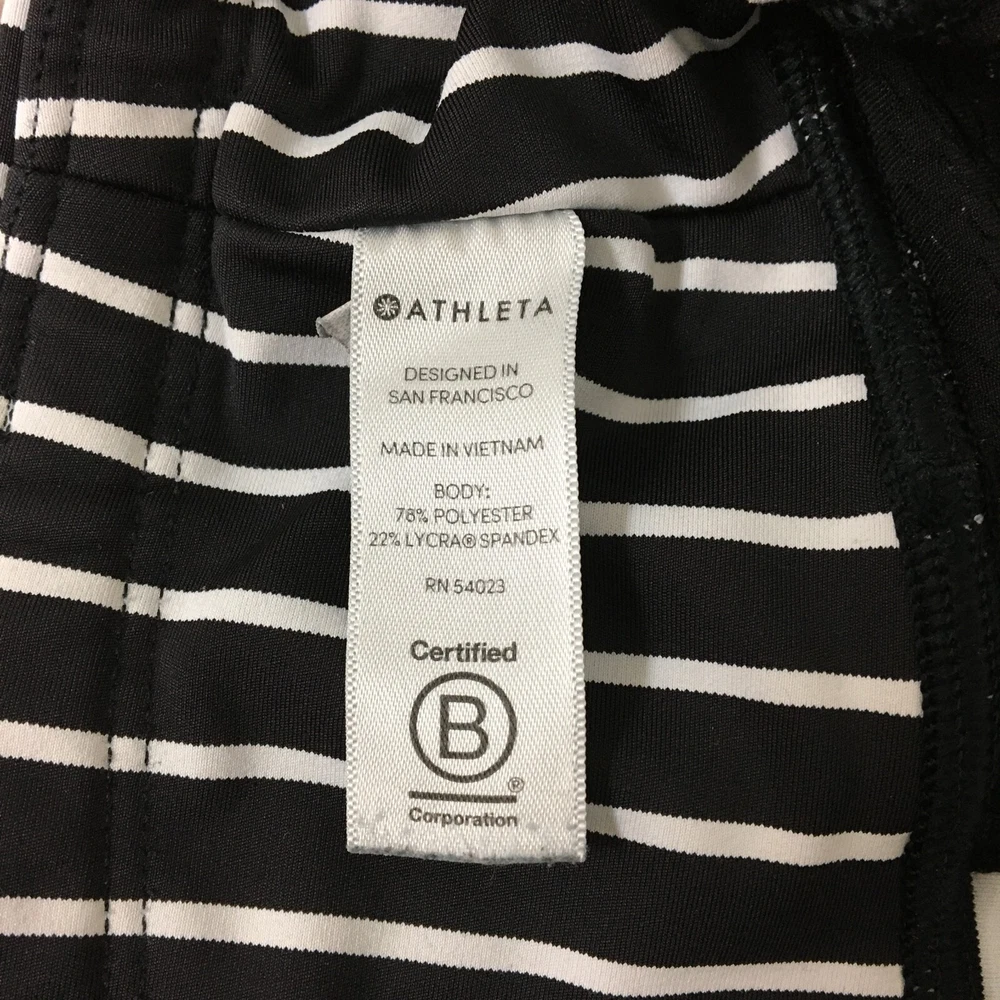 ATHLETA
DESIGNED IN
SAN FRANCISCO
MADE IN VIETNAM
BODY:
78% POLYESTER
22% LYCRA® SPANDEX
RN 54023
Certified
B
®
Corporation